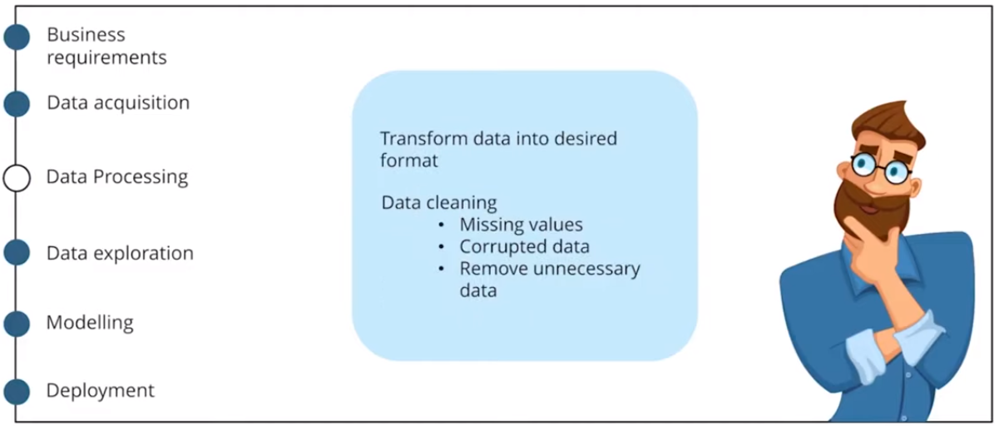 Business
requirements
Data acquisition
Data Processing
Data exploration
Modelling
Deployment
Transform data into desired
format
Data cleaning
• Missing values
• Corrupted data
• Remove unnecessary
data